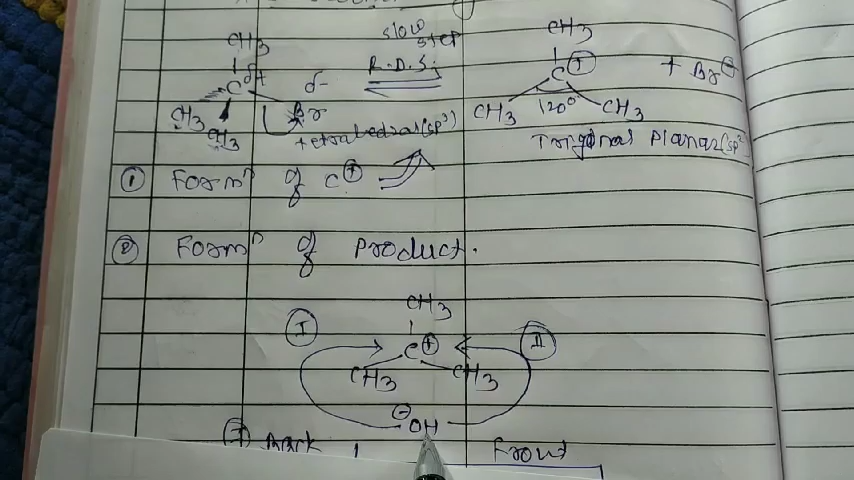 CH3 slow step CH3
C δ+ δ- R.D.S. C⊕ + Br⊖
CH3 CH3 Br CH3 120° CH3
tetrahedral(sp³) Trigonal Planar(sp²
① Formⁿ of C⊕
② Formⁿ of Product.
CH3
Ⓘ C⊕ Ⓘ︎Ⓘ
CH3 CH3
⊖OH
Ⓘ Back Front